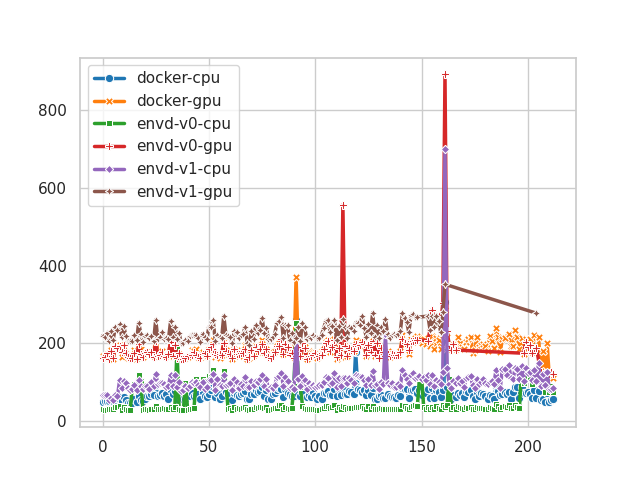 docker-cpu
docker-gpu
envd-v0-cpu
envd-v0-gpu
envd-v1-cpu
envd-v1-gpu
800
600
400
200
0
0 50 100 150 200